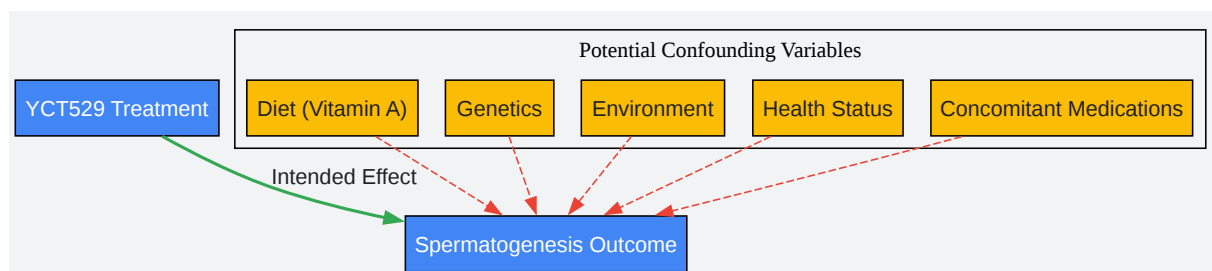 Potential Confounding Variables
YCT529 Treatment
Diet (Vitamin A)
Genetics
Environment
Health Status
Concomitant Medications
Intended Effect
Spermatogenesis Outcome